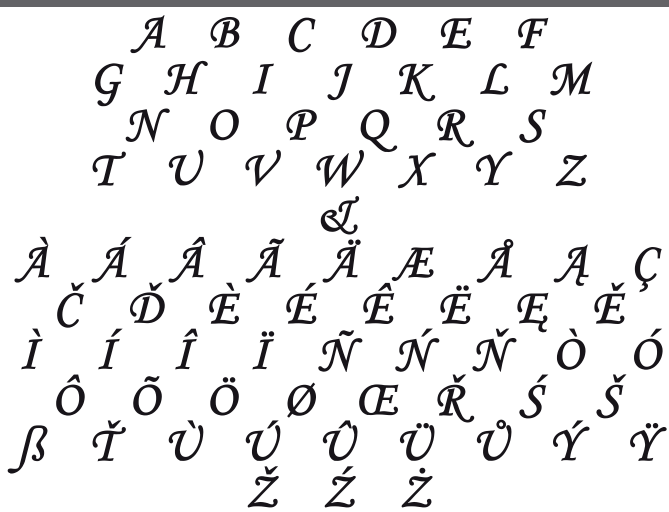 A B C D E F
G H I J K L M
N O P Q R S
T U V W X Y Z
&
À Á Â Ã Ä Æ Å Ą Ç
Č Ď È É Ê Ë Ę Ě
Ì Í Î Ï Ñ Ń Ň Ò Ó
Ô Õ Ö Ø Œ Ř Ś Š
ß Ť Ù Ú Û Ü Ů Ý Ÿ
Ž Ź Ż